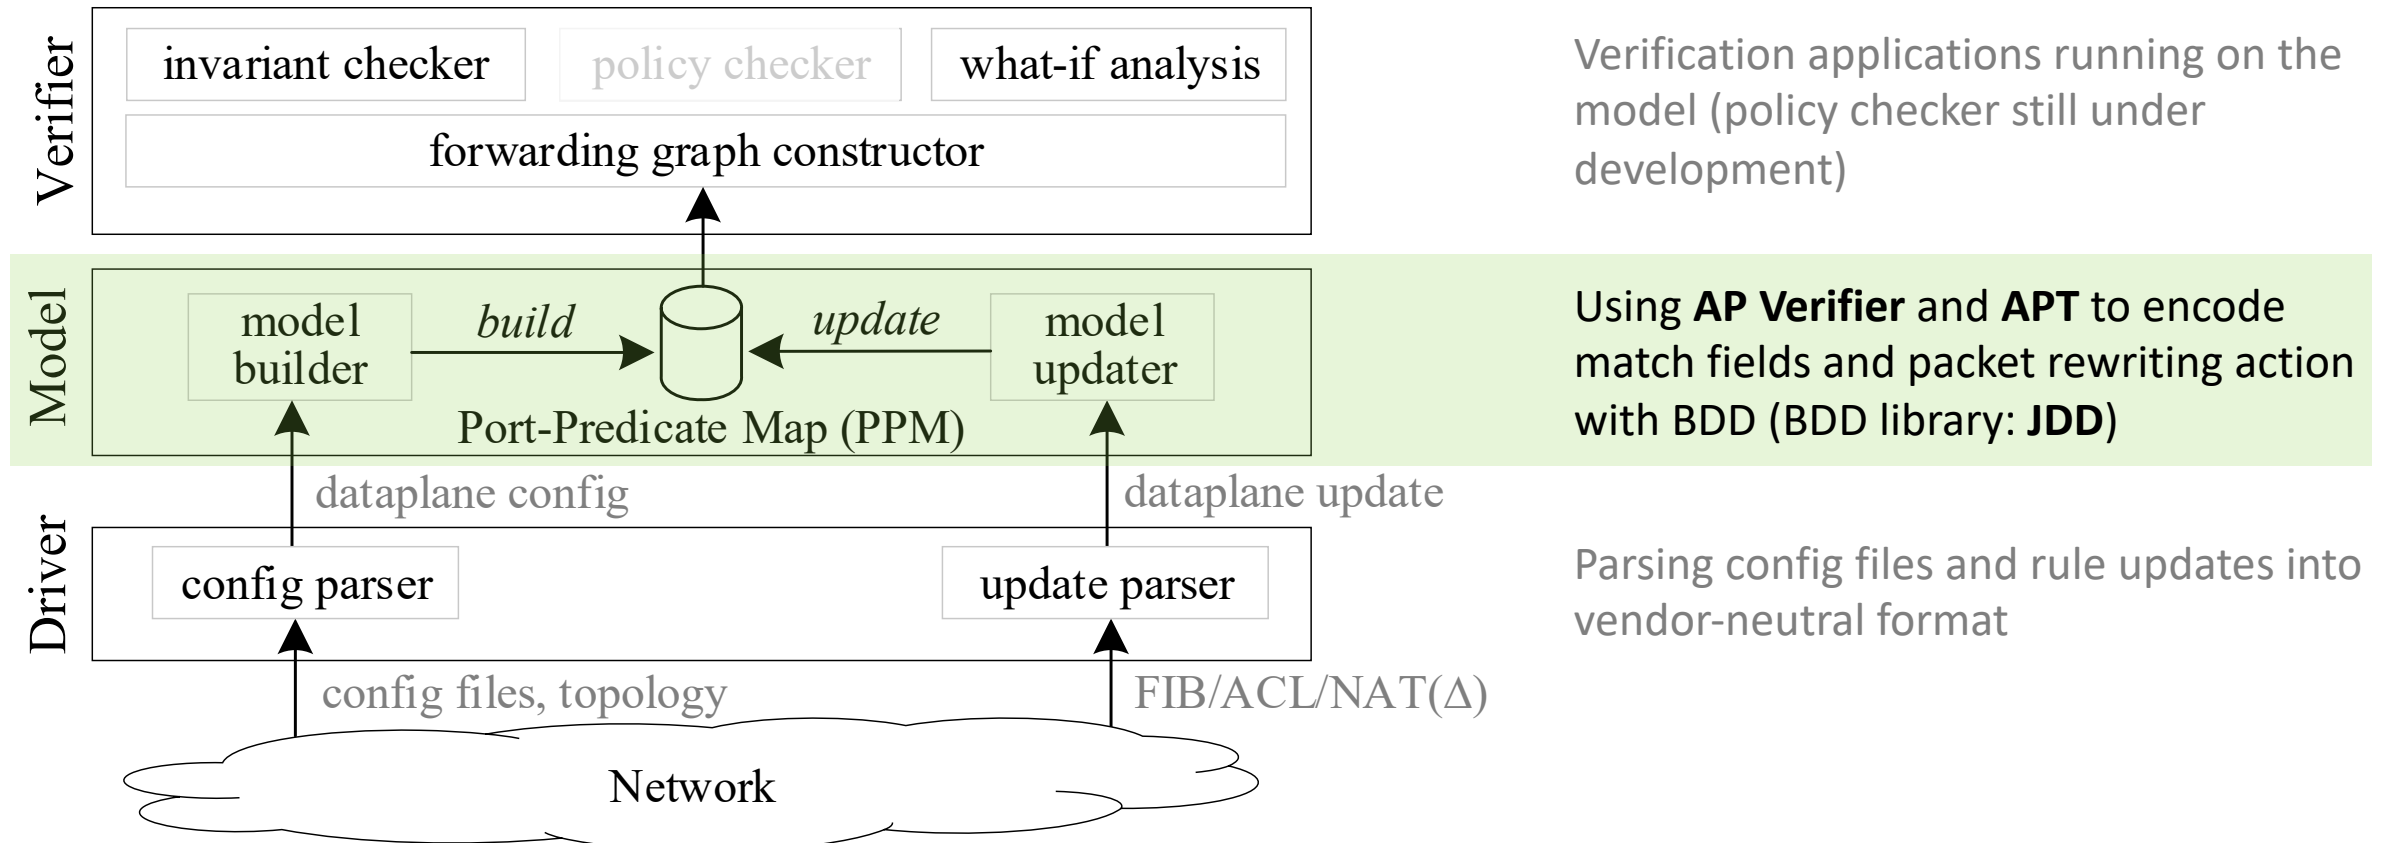 Verifier
invariant checker
policy checker
what-if analysis
forwarding graph constructor
Verification applications running on the
model (policy checker still under
development)
Model
model
builder
build
update
model
updater
Port-Predicate Map (PPM)
Using AP Verifier and APT to encode
match fields and packet rewriting action
with BDD (BDD library: JDD)
dataplane config
dataplane update
Driver
config parser
update parser
Parsing config files and rule updates into
vendor-neutral format
config files, topology
FIB/ACL/NAT(Δ)
Network